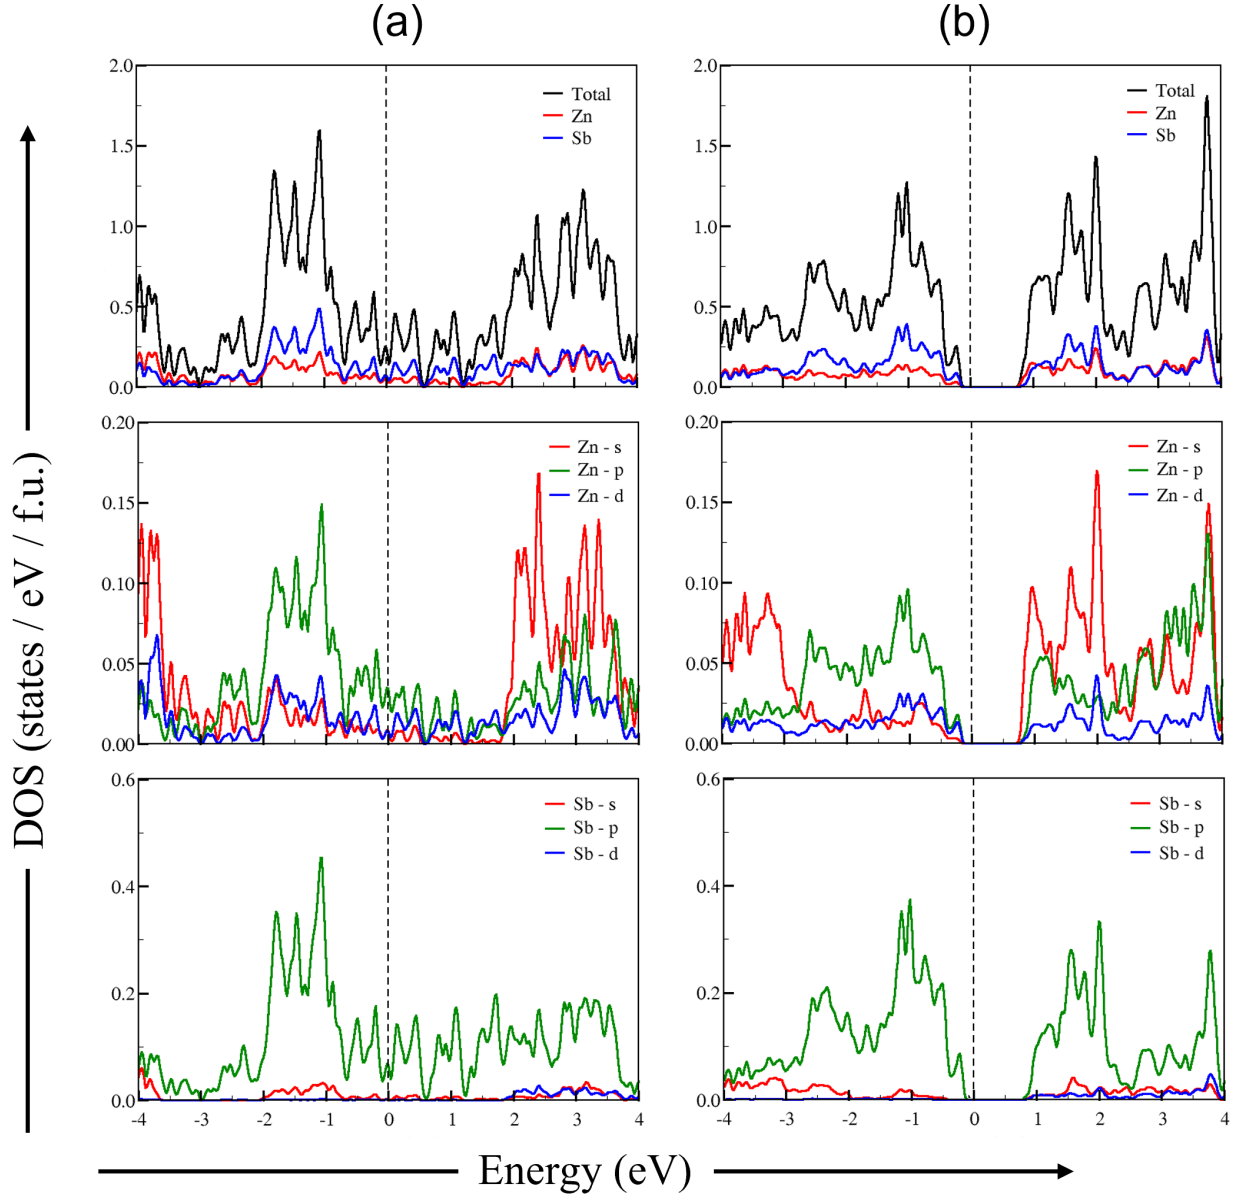 (a) (b)
2.0
1.5
1.0
0.5
0.0
Total
Zn
Sb
Total
Zn
Sb
2.0
1.5
1.0
0.5
0.0
0.20
0.15
0.10
0.05
0.00
Zn - s
Zn - p
Zn - d
0.20
0.15
0.10
0.05
0.00
Zn - s
Zn - p
Zn - d
0.6
0.4
0.2
0.0
Sb - s
Sb - p
Sb - d
-4 -3 -2 -1 0 1 2 3 4
0.6
0.4
0.2
0.0
Sb - s
Sb - p
Sb - d
-4 -3 -2 -1 0 1 2 3 4
DOS (states / eV / f.u.)
Energy (eV)